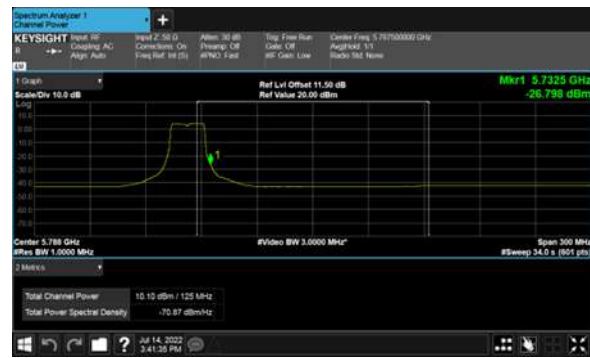 Spectrum Analyzer 1
Channel Power
KEYSIGHT Input: RF Input Z: 50 Ω Atten: 30 dB Trig: Free Run Center Freq: 5.787500000 GHz
R Coupling: AC Corrections: On Preamp: Off Gate: Off Avg|Hold: 1/1
Align: Auto Freq Ref: Int (S) #PNO: Fast #IF Gain: Low Radio Std: None
1 Graph
Ref Lvl Offset 11.50 dB
Mkr1 5.7325 GHz
Scale/Div 10.0 dB
Ref Value 20.00 dBm
-26.798 dBm
Log
10.0
0.00
-10.0
-20.0
-30.0
-40.0
-50.0
-60.0
-70.0
1
Center 5.788 GHz #Video BW 3.0000 MHz* Span 300 MHz
#Res BW 1.0000 MHz #Sweep 34.0 s (601 pts)
2 Metrics
Total Channel Power 10.10 dBm / 125 MHz
Total Power Spectral Density -70.87 dBm/Hz
? Jul 14, 2022
3:41:35 PM